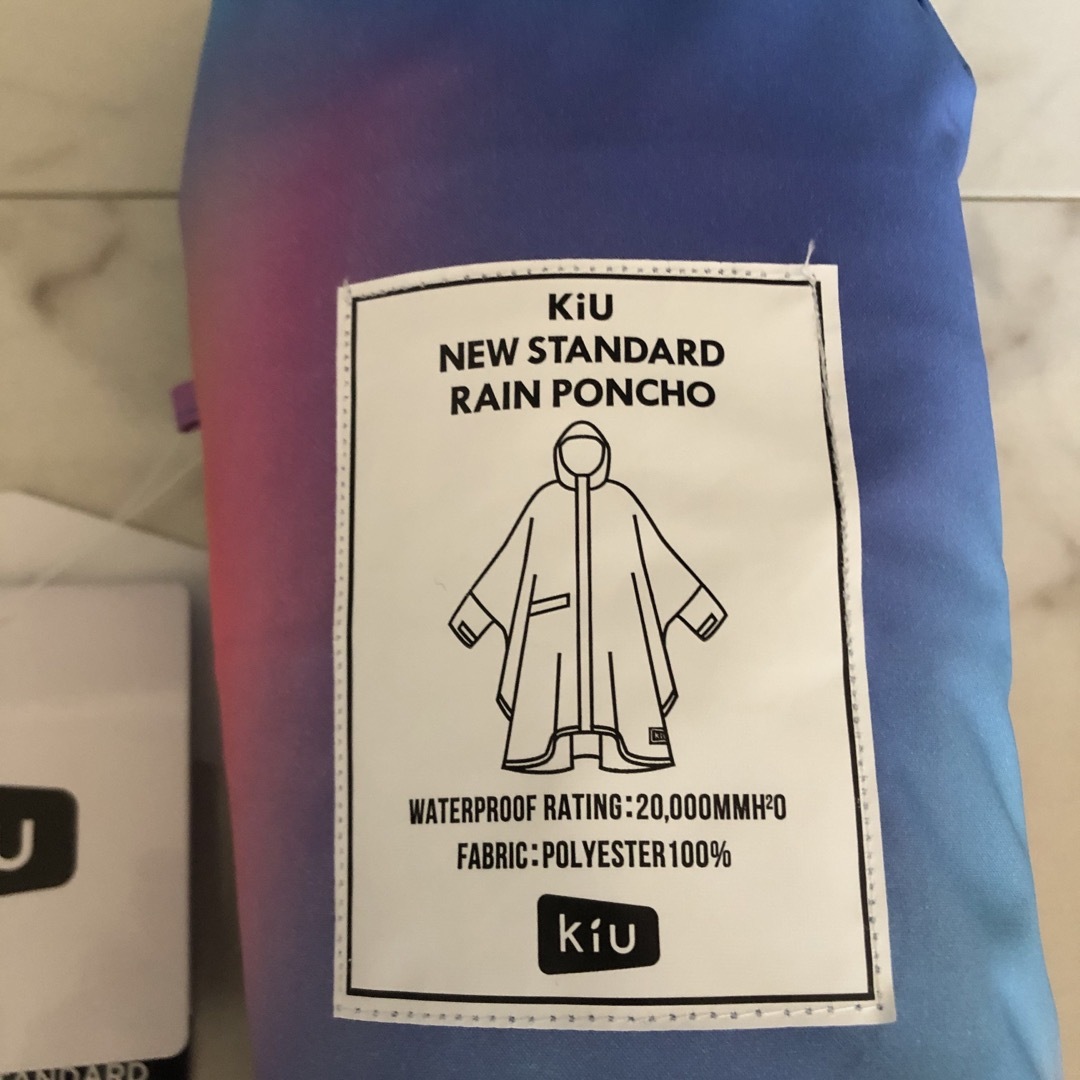 KiU
NEW STANDARD
RAIN PONCHO
WATERPROOF RATING:20,000MMH²O
FABRIC:POLYESTER100%
kiu